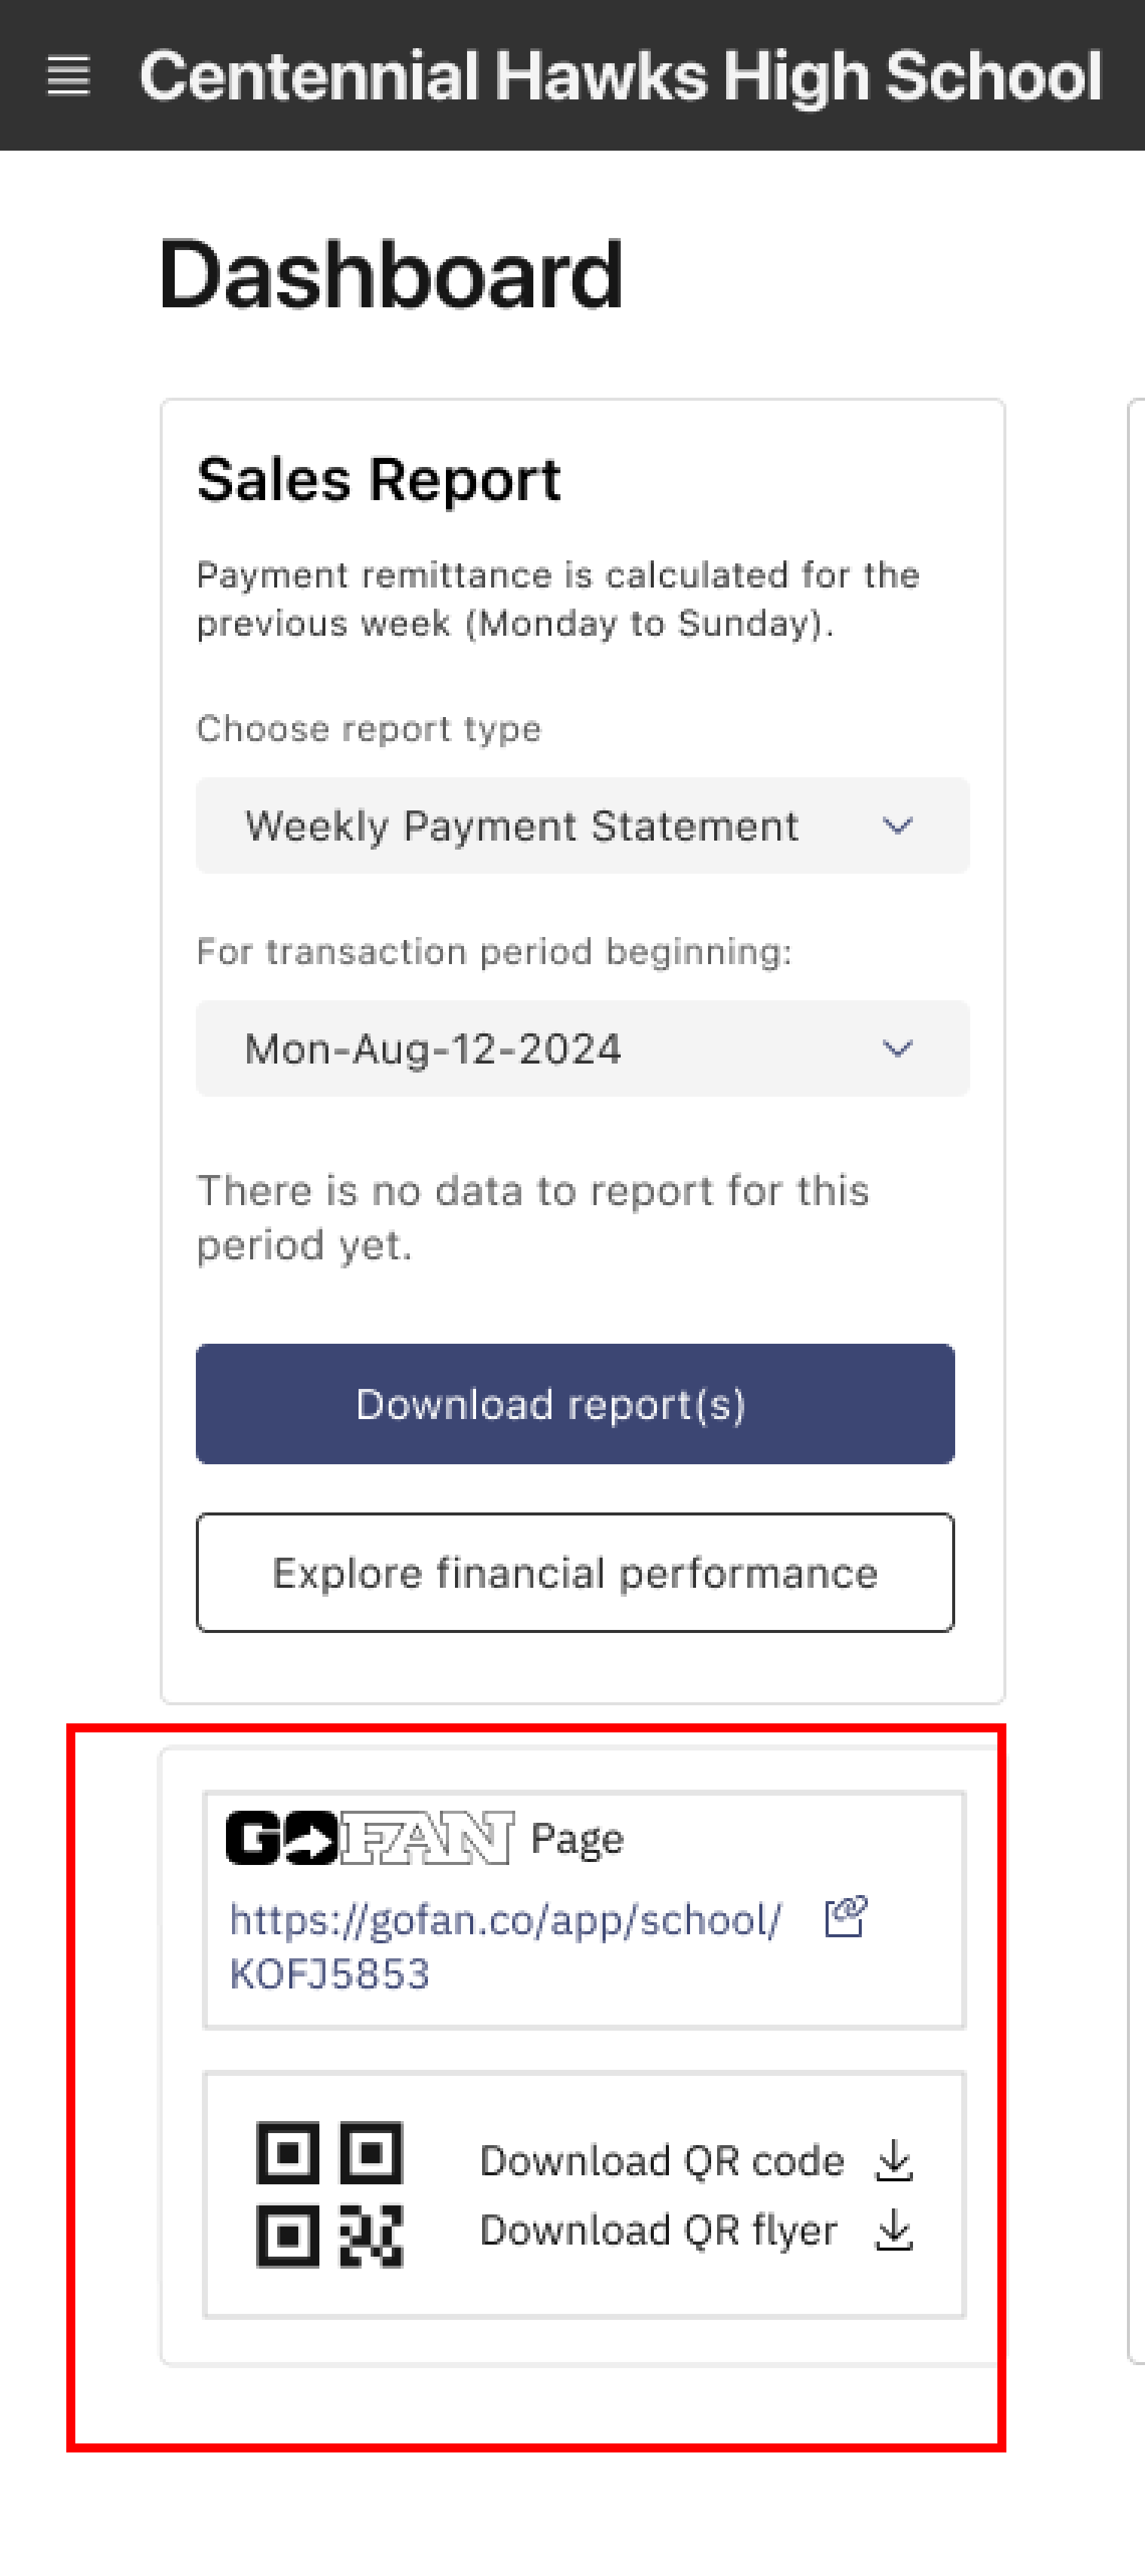 Centennial Hawks High School
Dashboard
Sales Report
Payment remittance is calculated for the
previous week (Monday to Sunday).
Choose report type
Weekly Payment Statement
For transaction period beginning:
Mon-Aug-12-2024
There is no data to report for this
period yet.
Download report(s)
Explore financial performance
GOFAN Page
https://gofan.co/app/school/
KOFJ5853
Download QR code
Download QR flyer